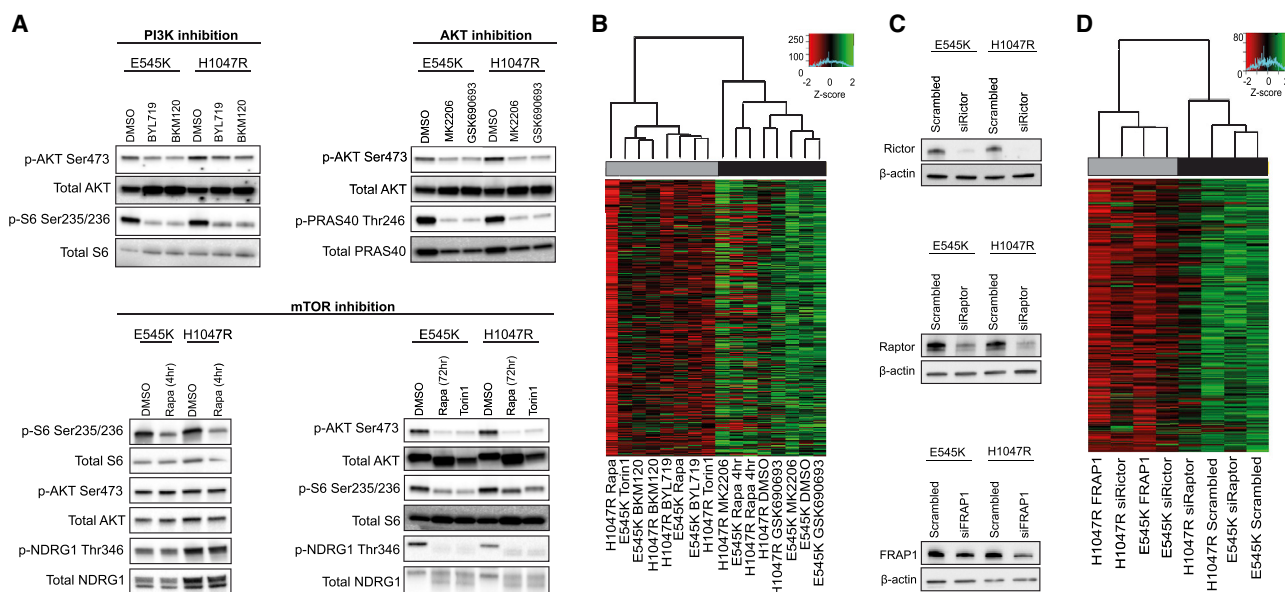 A
PI3K inhibition
E545K H1047R
DMSO
BYL719
BKM120
DMSO
BYL719
BKM120
p-AKT Ser473
Total AKT
p-S6 Ser235/236
Total S6
AKT inhibition
E545K H1047R
DMSO
MK2206
GSK690693
DMSO
MK2206
GSK690693
p-AKT Ser473
Total AKT
p-PRAS40 Thr246
Total PRAS40
mTOR inhibition
E545K H1047R
DMSO
Rapa (4hr)
DMSO
Rapa (4hr)
p-S6 Ser235/236
Total S6
p-AKT Ser473
Total AKT
p-NDRG1 Thr346
Total NDRG1
E545K H1047R
DMSO
Rapa (72hr)
Torin1
DMSO
Rapa (72hr)
Torin1
p-AKT Ser473
Total AKT
p-S6 Ser235/236
Total S6
p-NDRG1 Thr346
Total NDRG1
B
250
100
0
-2 0 2
Z-score
H1047R Rapa
E545K Torin1
E545K BKM120
H1047R BKM120
H1047R BYL719
E545K Rapa
E545K BYL719
H1047R Torin1
H1047R MK2206
E545K Rapa 4hr
H1047R Rapa 4hr
H1047R DMSO
H1047R GSK690693
E545K MK2206
E545K DMSO
E545K GSK690693
C
E545K H1047R
Scrambled
siRictor
Scrambled
siRictor
Rictor
β-actin
E545K H1047R
Scrambled
siRaptor
Scrambled
siRaptor
Raptor
β-actin
E545K H1047R
Scrambled
siFRAP1
Scrambled
siFRAP1
FRAP1
β-actin
D
80
40
0
-2 0 2
Z-score
H1047R FRAP1
H1047R siRictor
E545K FRAP1
E545K siRictor
H1047R siRaptor
H1047R Scrambled
E545K siRaptor
E545K Scrambled